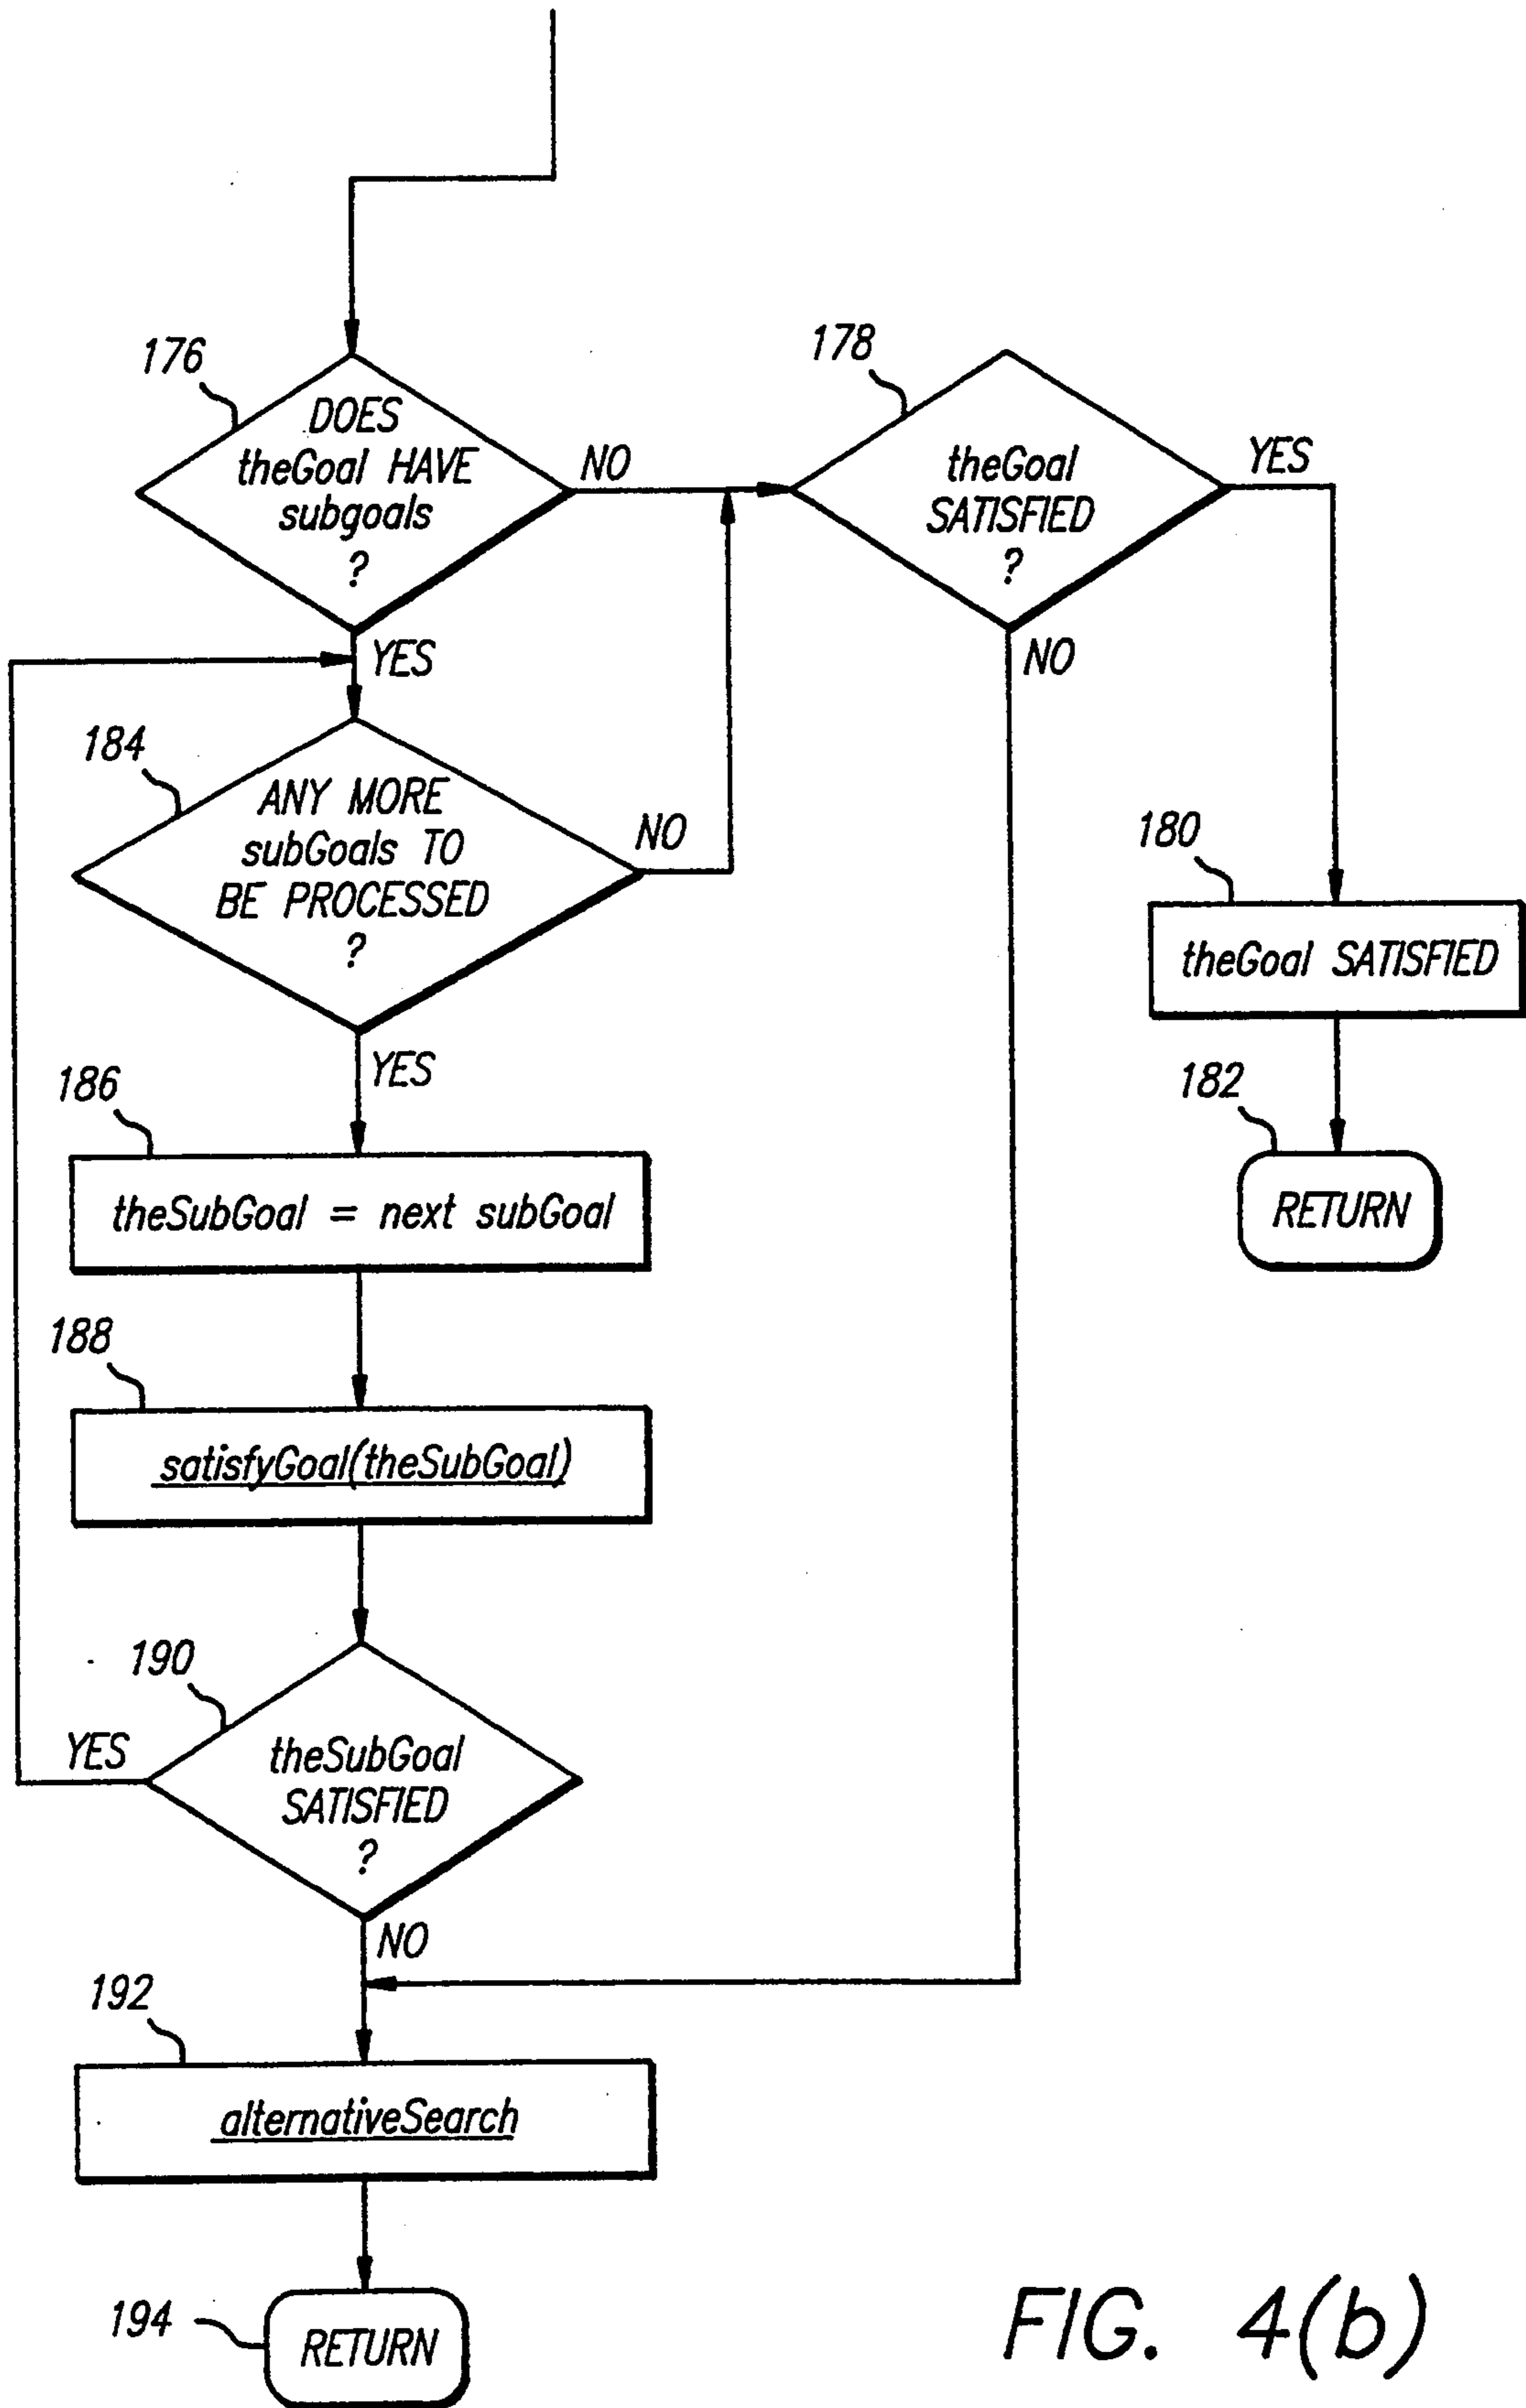 176
DOES
theGoal HAVE
subgoals
?
NO
YES
178
theGoal
SATISFIED
?
YES
NO
184
ANY MORE
subGoals TO
BE PROCESSED
?
NO
YES
180
theGoal SATISFIED
182
RETURN
186
theSubGoal = next subGoal
188
satisfyGoal(theSubGoal)
190
theSubGoal
SATISFIED
?
YES
NO
192
alternativeSearch
194
RETURN
FIG. 4(b)